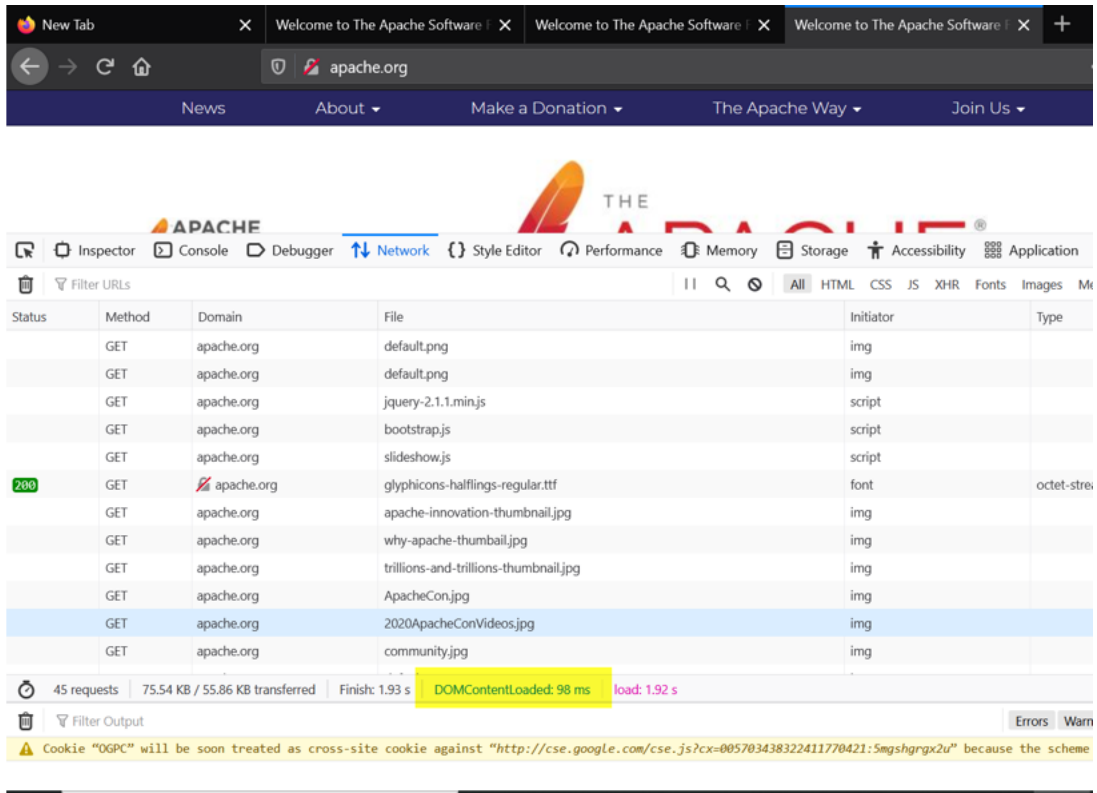 New Tab Welcome to The Apache Software F Welcome to The Apache Software F Welcome to The Apache Software F
apache.org
News About Make a Donation The Apache Way Join Us
THE
APACHE APACHE ®
Inspector Console Debugger Network Style Editor Performance Memory Storage Accessibility Application
Filter URLs All HTML CSS JS XHR Fonts Images Me
Status Method Domain File Initiator Type
GET apache.org default.png img
GET apache.org default.png img
GET apache.org jquery-2.1.1.min.js script
GET apache.org bootstrap.js script
GET apache.org slideshow.js script
200 GET apache.org glyphicons-halflings-regular.ttf font octet-strea
GET apache.org apache-innovation-thumbnail.jpg img
GET apache.org why-apache-thumbail.jpg img
GET apache.org trillions-and-trillions-thumbnail.jpg img
GET apache.org ApacheCon.jpg img
GET apache.org 2020ApacheConVideos.jpg img
GET apache.org community.jpg img
45 requests 75.54 KB / 55.86 KB transferred Finish: 1.93 s DOMContentLoaded: 98 ms load: 1.92 s
Filter Output Errors Warn
Cookie “OGPC” will be soon treated as cross-site cookie against “http://cse.google.com/cse.js?cx=005703438322411770421:5mgshgrgx2u” because the scheme